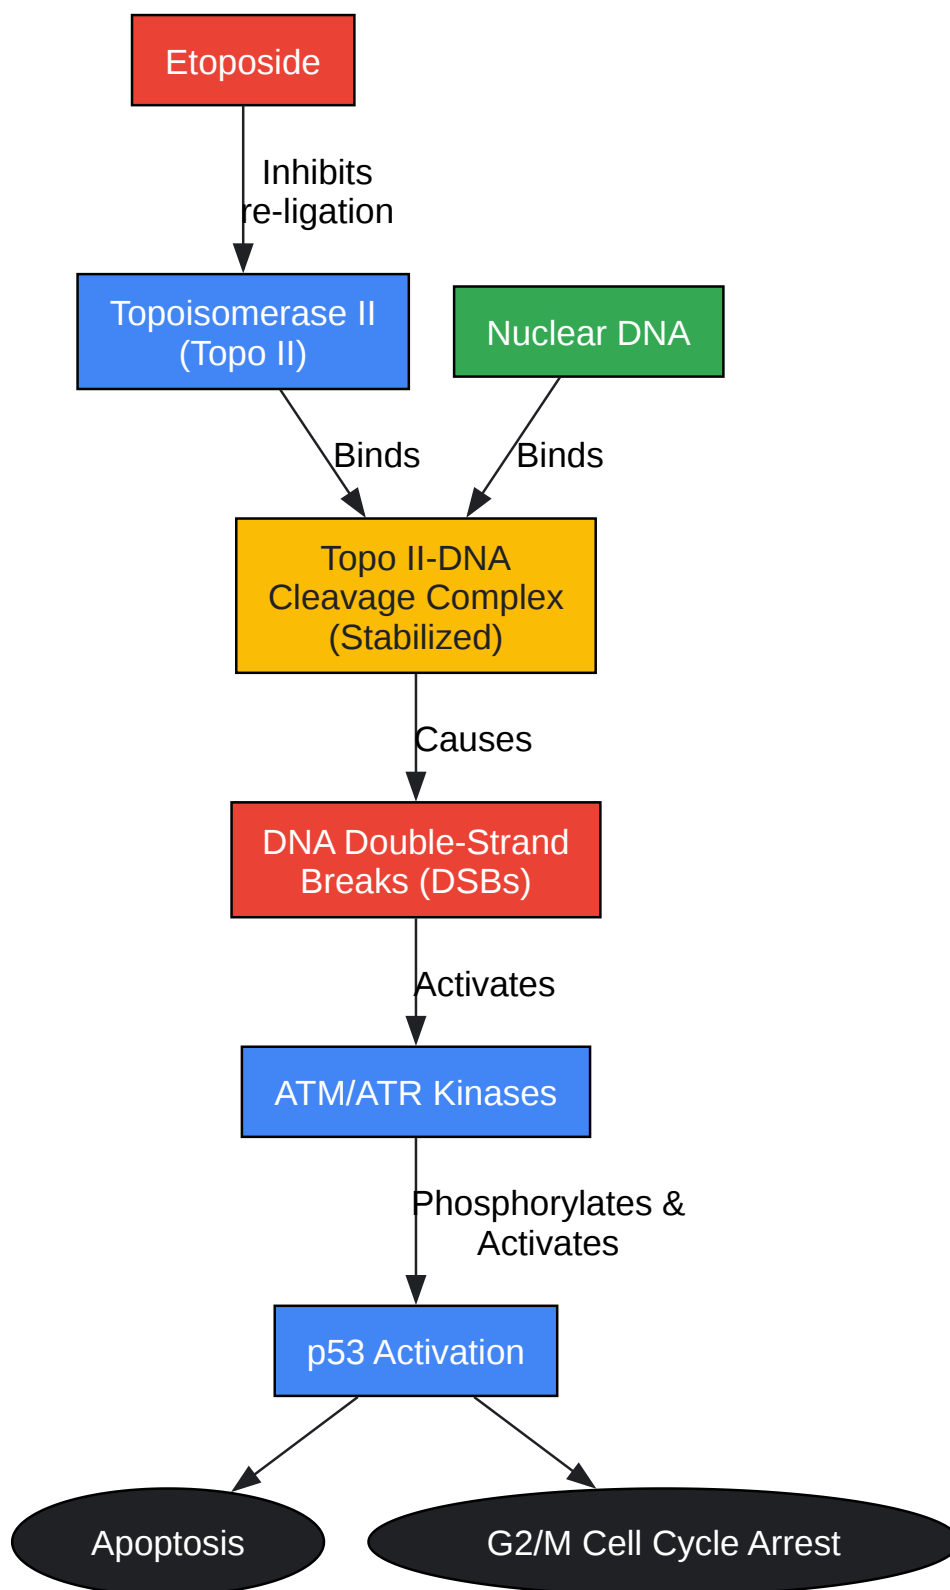 Etoposide
Inhibits
re-ligation
Topoisomerase II
(Topo II)
Nuclear DNA
Binds
Binds
Topo II-DNA
Cleavage Complex
(Stabilized)
Causes
DNA Double-Strand
Breaks (DSBs)
Activates
ATM/ATR Kinases
Phosphorylates &
Activates
p53 Activation
Apoptosis
G2/M Cell Cycle Arrest